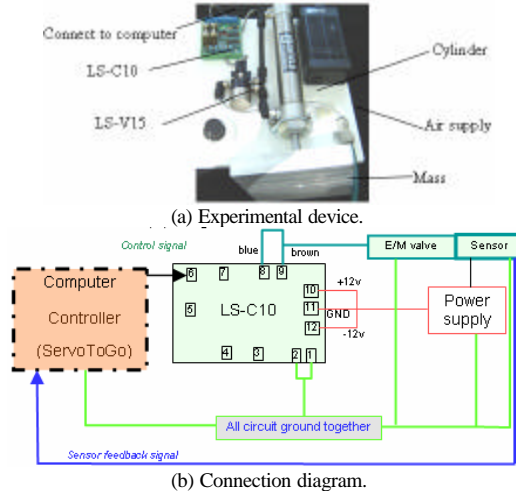 Connect to computer
LS-C10
LS-V15
Cylinder
Air supply
Mass
(a) Experimental device.
Control signal
blue
brown
E/M valve
Sensor
Computer
Controller
(ServoToGo)
6
7
8
9
5
LS-C10
10
11
12
+12v
GND
-12v
Power
supply
4
3
2
1
All circuit ground together
Sensor feedback signal
(b) Connection diagram.